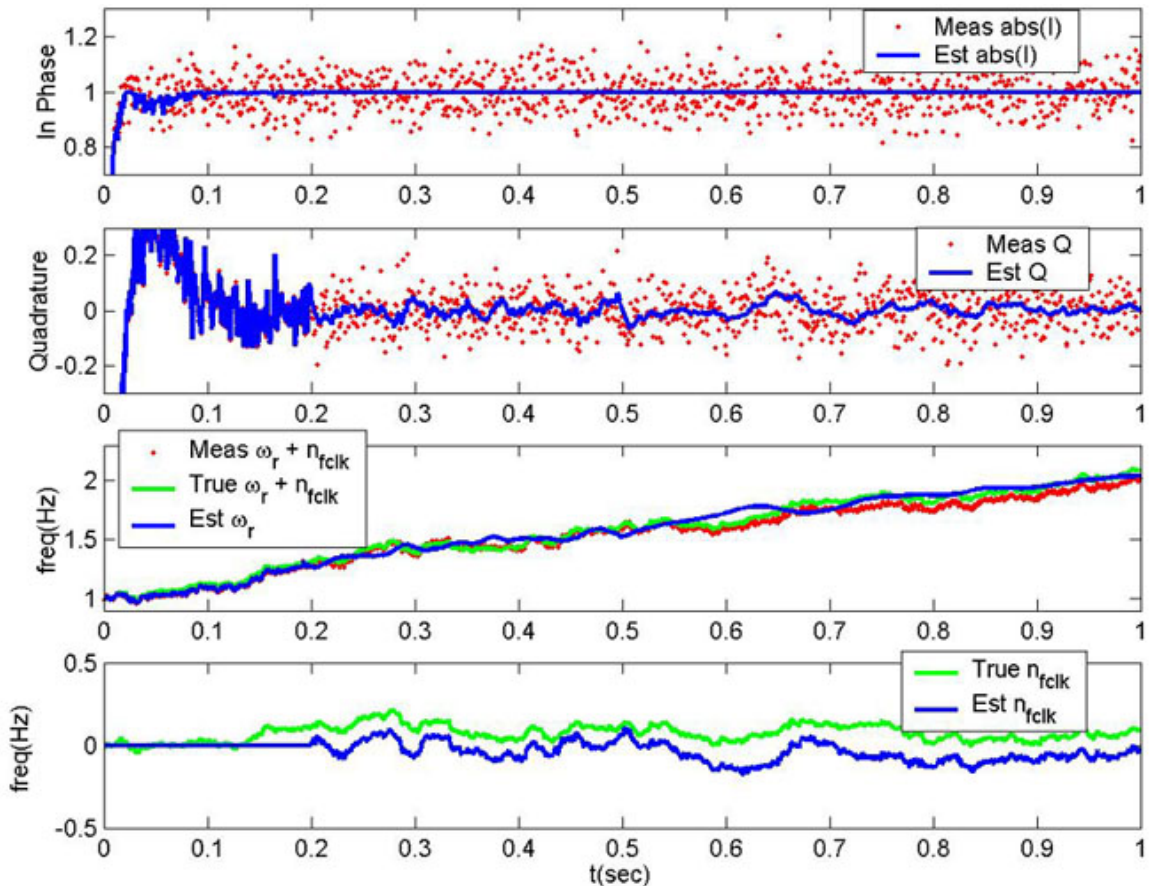 1.2
1
0.8
In Phase
Meas abs(I)
Est abs(I)
0 0.1 0.2 0.3 0.4 0.5 0.6 0.7 0.8 0.9 1
0.2
0
-0.2
Quadrature
Meas Q
Est Q
0 0.1 0.2 0.3 0.4 0.5 0.6 0.7 0.8 0.9 1
2
1.5
1
freq(Hz)
Meas ω_r + n_fclk
True ω_r + n_fclk
Est ω_r
0 0.1 0.2 0.3 0.4 0.5 0.6 0.7 0.8 0.9 1
0.5
0
-0.5
freq(Hz)
True n_fclk
Est n_fclk
0 0.1 0.2 0.3 0.4 0.5 0.6 0.7 0.8 0.9 1
t(sec)